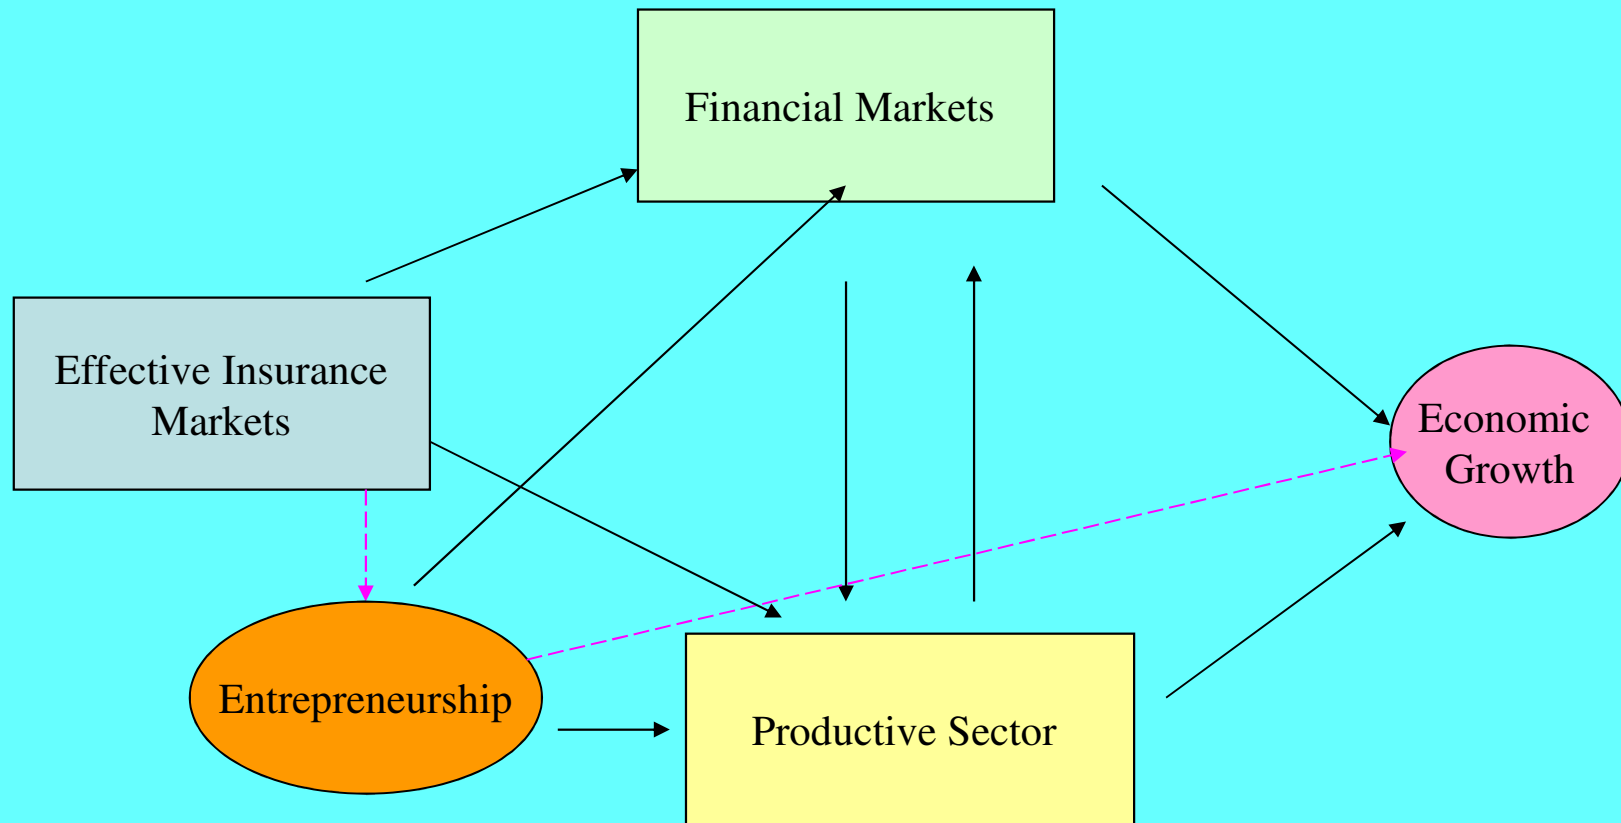 Financial Markets
Effective Insurance
Markets
Economic
Growth
Entrepreneurship
Productive Sector